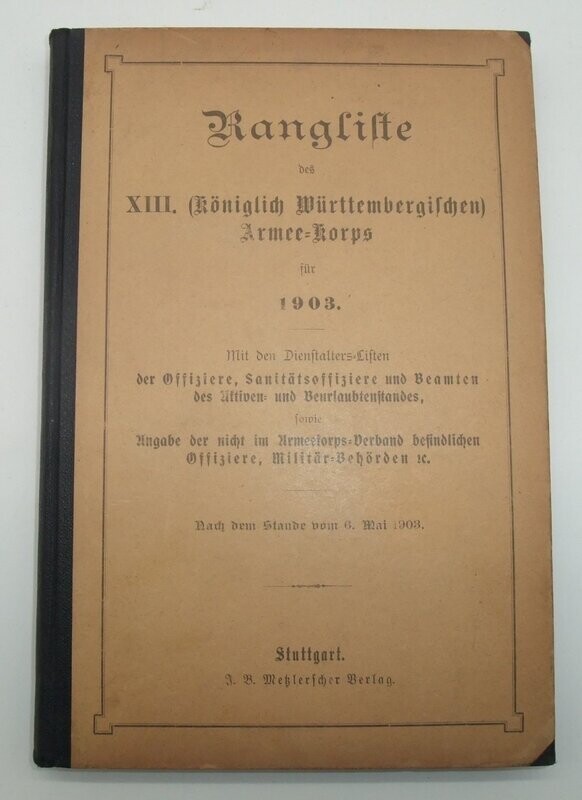 Rangliste
des
XIII. (Königlich Württembergischen)
Armee-Korps
für
1903.
Mit den Dienstalters-Listen
der Offiziere, Sanitätsoffiziere und Beamten
des Aktiven- und Beurlaubtenstandes,
sowie
Angabe der nicht im Armeekorps-Verband befindlichen
Offiziere, Militär-Behörden ꝛc.
Nach dem Stande vom 6. Mai 1903.
Stuttgart.
J. B. Metzlerscher Verlag.